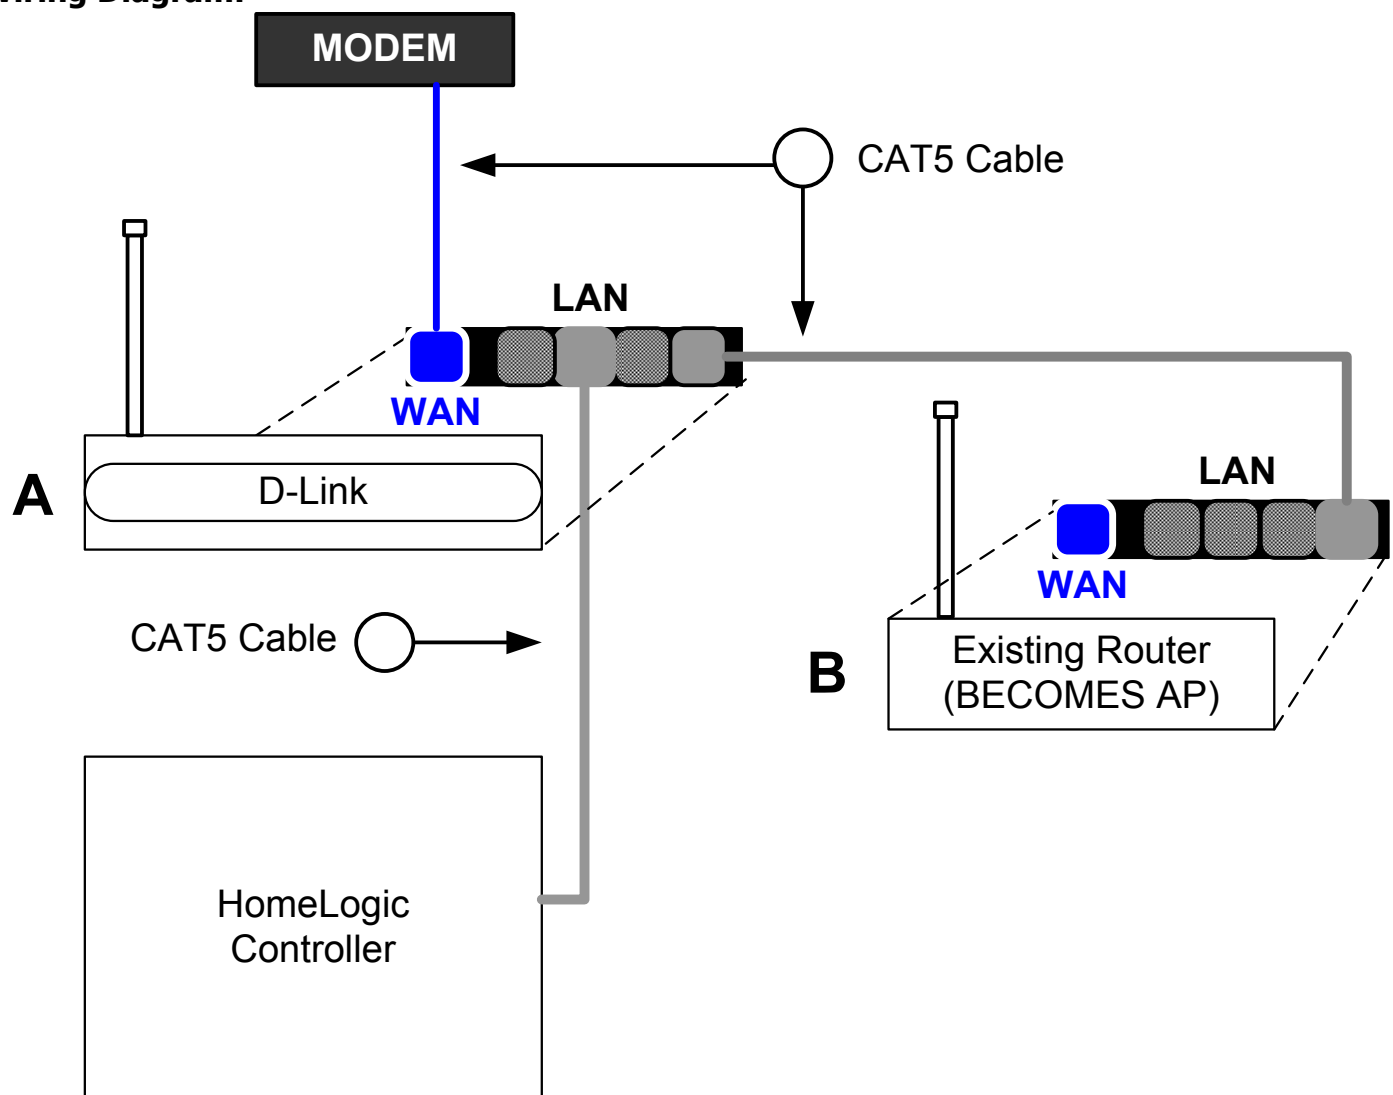 MODEM
CAT5 Cable
LAN
WAN
A
D-Link
LAN
WAN
CAT5 Cable
B
Existing Router
(BECOMES AP)
HomeLogic
Controller